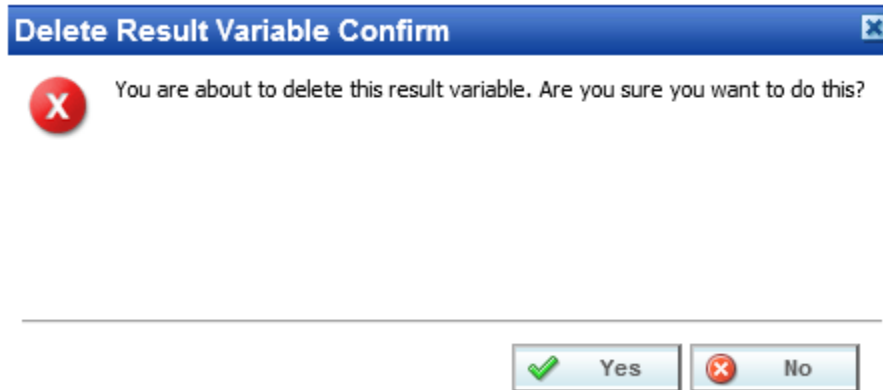 Delete Result Variable Confirm
You are about to delete this result variable. Are you sure you want to do this?
Yes No